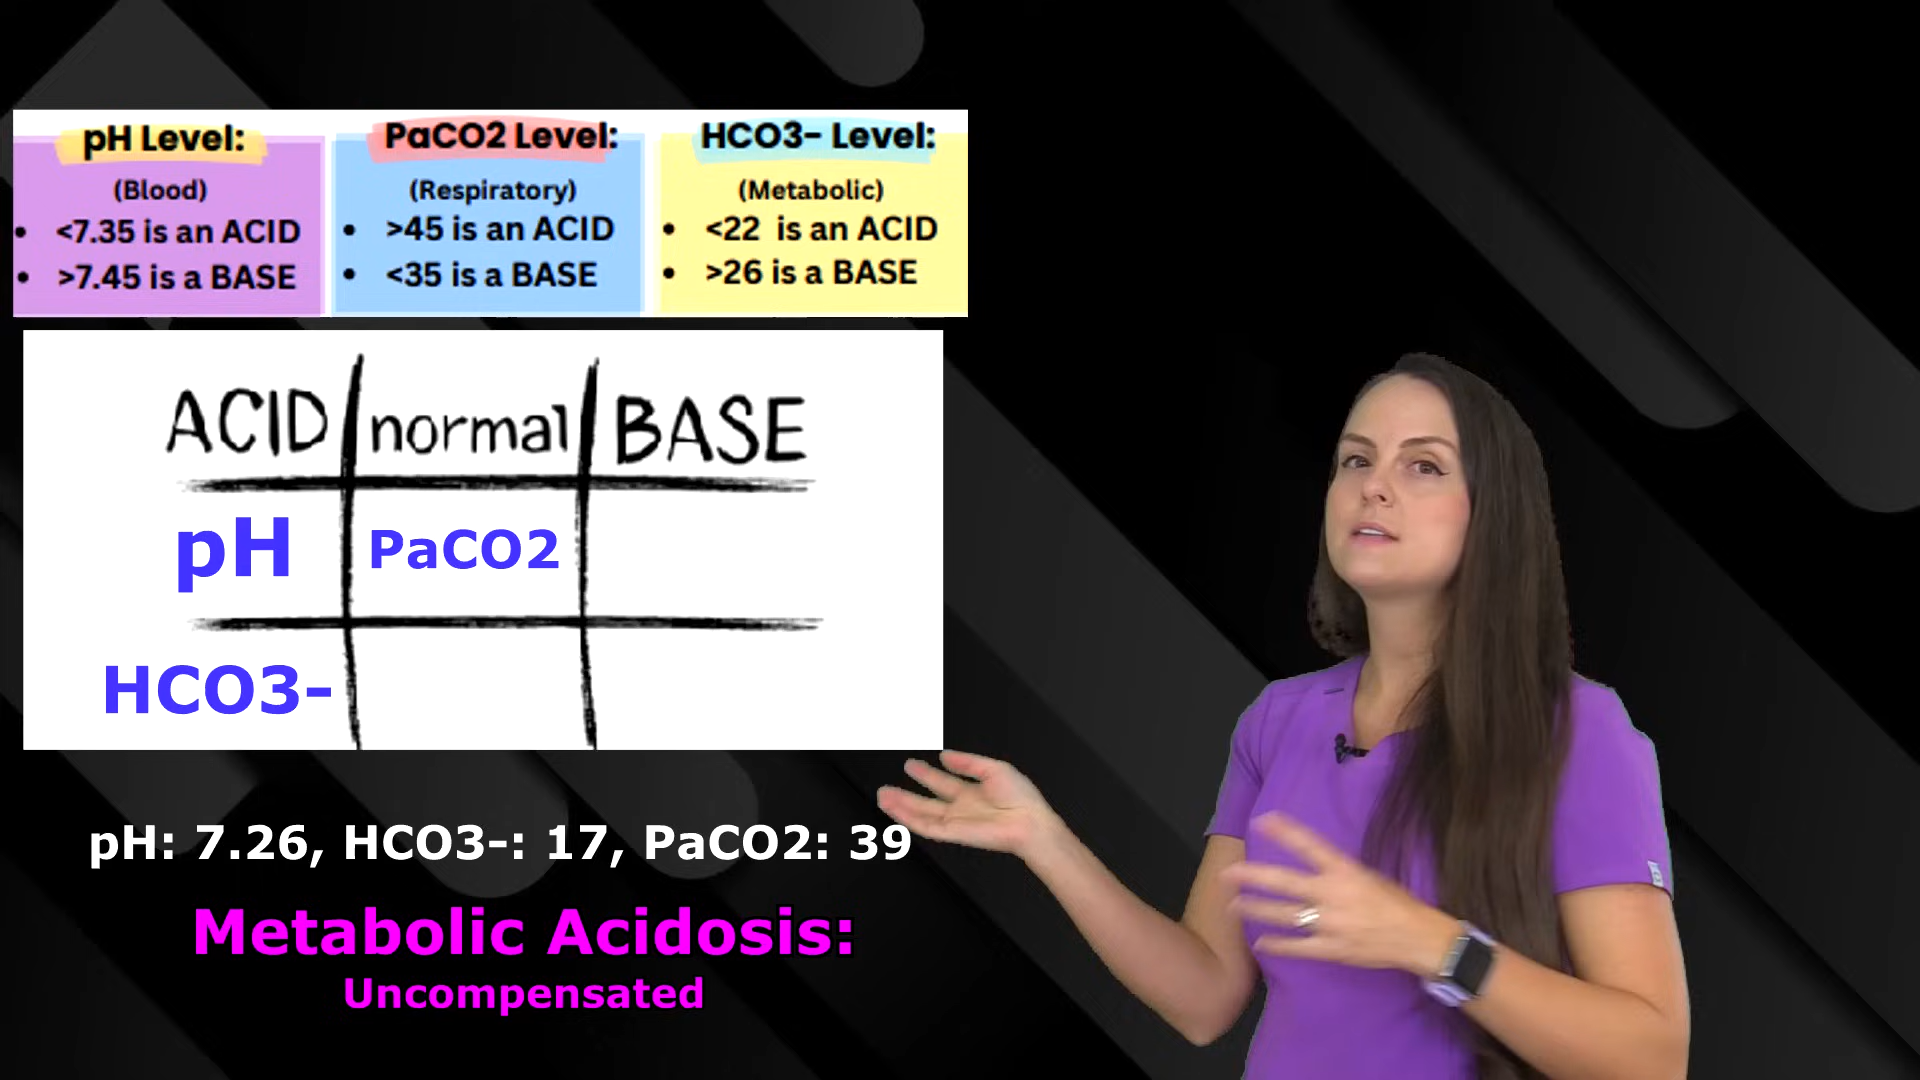 pH Level:
(Blood)
• <7.35 is an ACID
• >7.45 is a BASE
PaCO2 Level:
(Respiratory)
• >45 is an ACID
• <35 is a BASE
HCO3- Level:
(Metabolic)
• <22 is an ACID
• >26 is a BASE
ACID normal BASE
pH PaCO2
HCO3-
pH: 7.26, HCO3-: 17, PaCO2: 39
Metabolic Acidosis:
Uncompensated